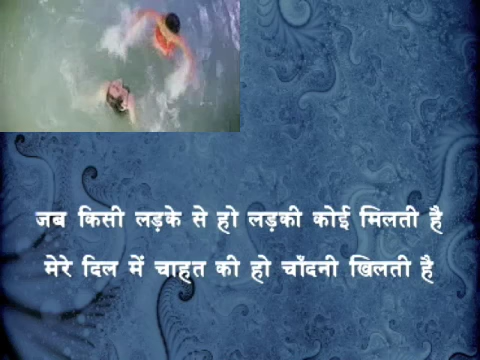 जब किसी लड़के से हो लड़की कोई मिलती है
मेरे दिल में चाहत की हो चाँदनी खिलती है